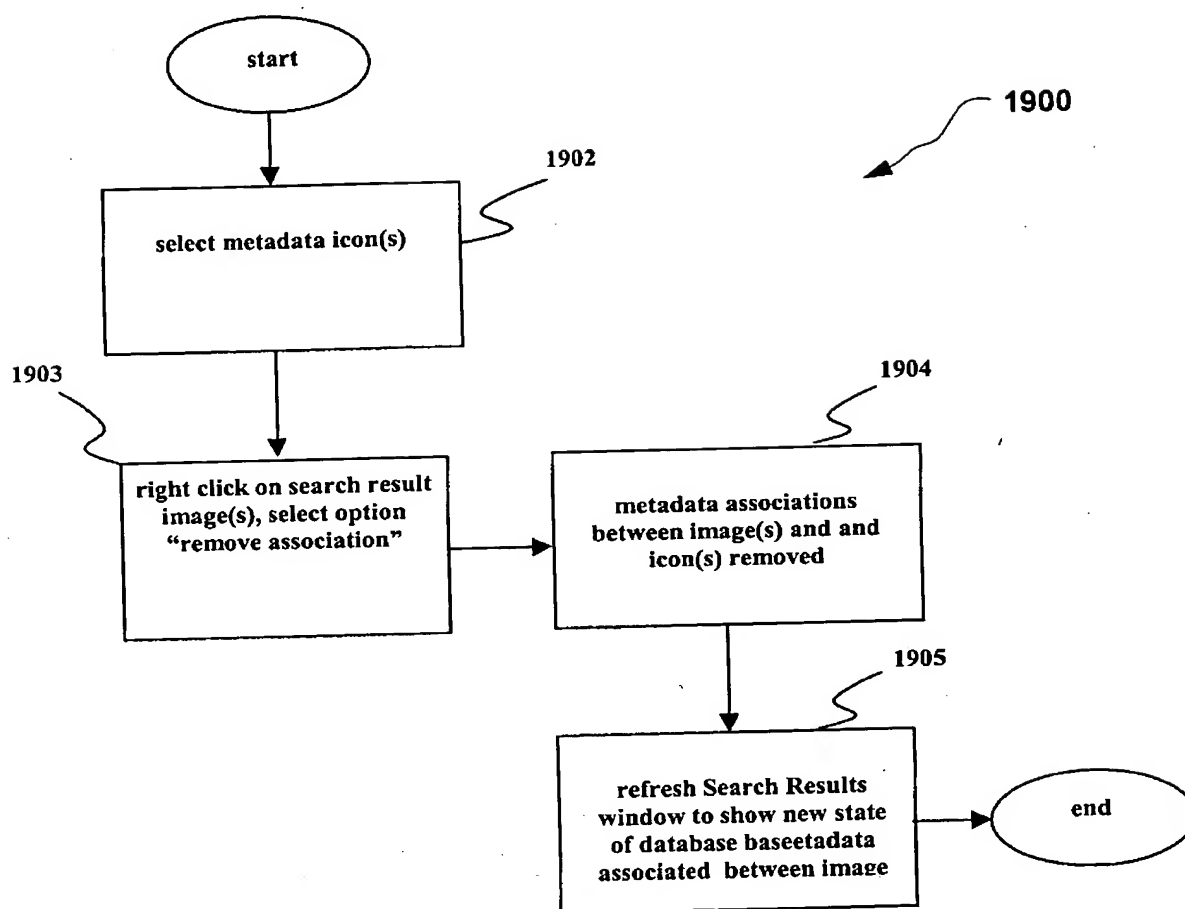 start
1900
1902
select metadata icon(s)
1903
right click on search result
image(s), select option
“remove association”
1904
metadata associations
between image(s) and and
icon(s) removed
1905
refresh Search Results
window to show new state
of database baseetadata
associated between image
end